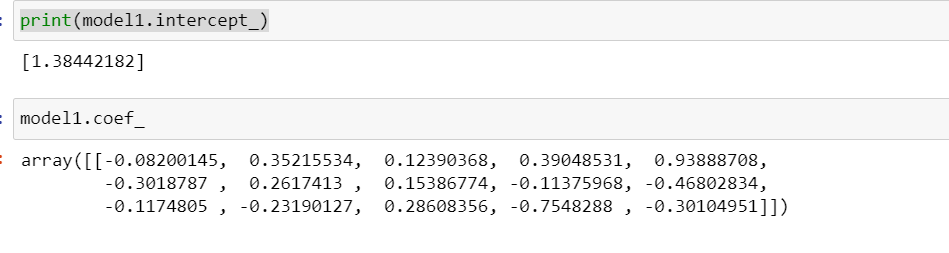 print(model1.intercept_)
[1.38442182]
model1.coef_
array([[-0.08200145,  0.35215534,  0.12390368,  0.39048531,  0.93888708,
        -0.3018787 ,  0.2617413 ,  0.15386774, -0.11375968, -0.46802834,
        -0.1174805 , -0.23190127,  0.28608356, -0.7548288 , -0.30104951]])